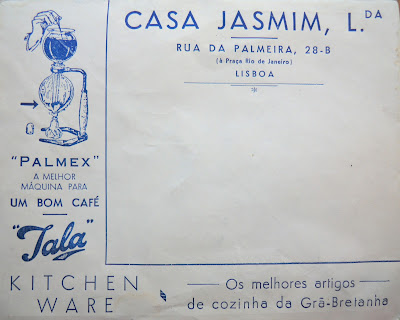 CASA JASMIM, L.DA
RUA DA PALMEIRA, 28-B
(à Praça Rio de Janeiro)
LISBOA
"PALMEX"
A MELHOR
MÁQUINA PARA
UM BOM CAFÉ
"Tala"
KITCHEN
WARE
Os melhores artigos
de cozinha da Grã-Bretanha